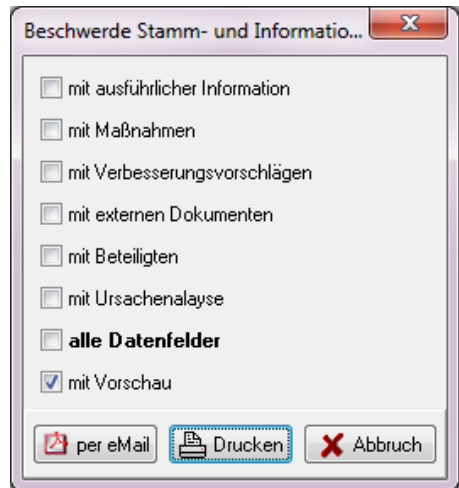 Beschwerde Stamm- und Informatio...
mit ausführlicher Information
mit Maßnahmen
mit Verbesserungsvorschlägen
mit externen Dokumenten
mit Beteiligten
mit Ursachenalayse
alle Datenfelder
mit Vorschau
per eMail Drucken Abbruch